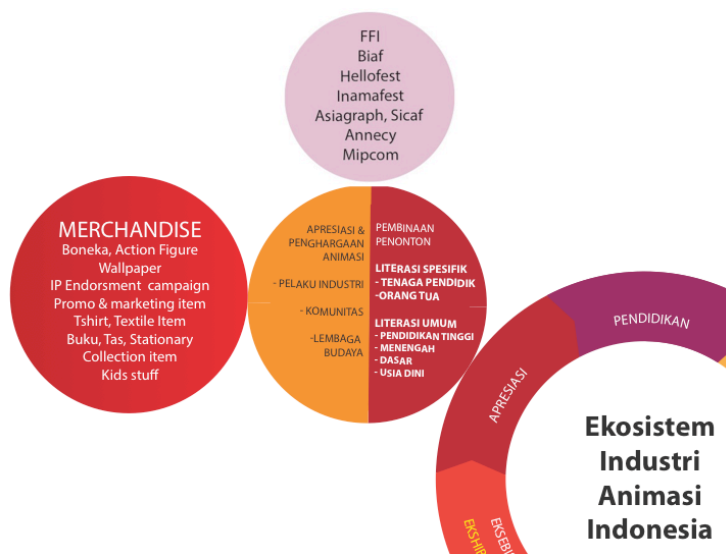 FFI
Biaf
Hellofest
Inamafest
Asiagraph, Sicaf
Annecy
Mipcom
MERCHANDISE
Boneka, Action Figure
Wallpaper
IP Endorsment campaign
Promo & marketing item
Tshirt, Textile Item
Buku, Tas, Stationary
Collection item
Kids stuff
APRESIASI &
PENGHARGAAN
ANIMASI
- PELAKU INDUSTRI
- KOMUNITAS
-LEMBAGA
BUDAYA
PEMBINAAN
PENONTON
LITERASI SPESIFIK
- TENAGA PENDIDIK
-ORANG TUA
LITERASI UMUM
- PENDIDIKAN TINGGI
- MENENGAH
- DASAR
- USIA DINI
PENDIDIKAN
APRESIASI
Ekosistem
Industri
Animasi
Indonesia